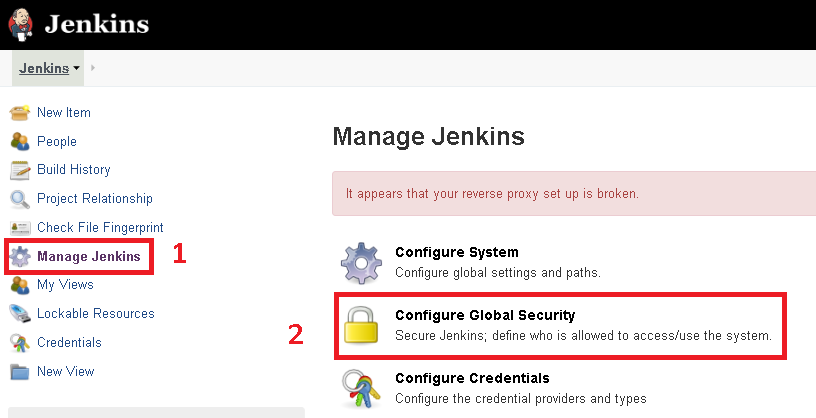 Jenkins
Jenkins
New Item
People
Build History
Project Relationship
Check File Fingerprint
Manage Jenkins
1
My Views
Lockable Resources
Credentials
New View
Manage Jenkins
It appears that your reverse proxy set up is broken.
Configure System
Configure global settings and paths.
2
Configure Global Security
Secure Jenkins; define who is allowed to access/use the system.
Configure Credentials
Configure the credential providers and types